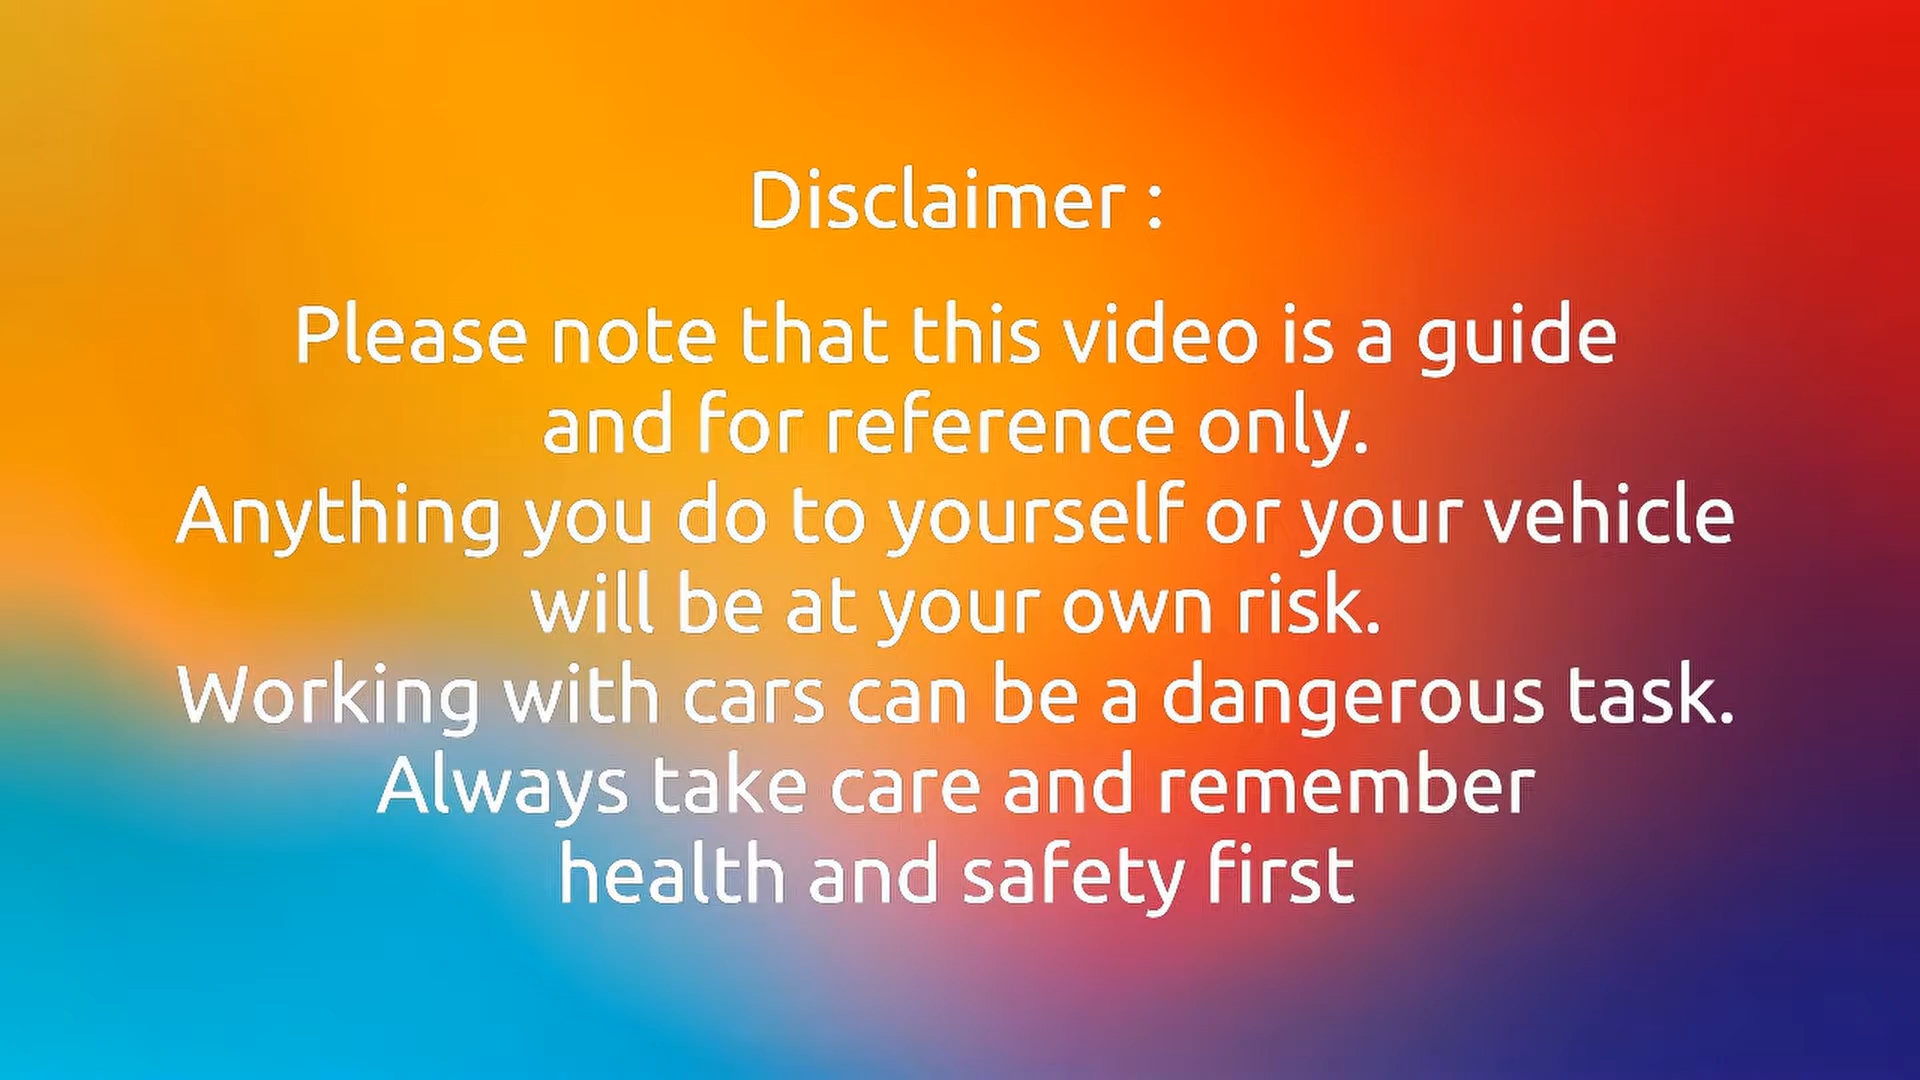 Disclaimer :
Please note that this video is a guide
and for reference only.
Anything you do to yourself or your vehicle
will be at your own risk.
Working with cars can be a dangerous task.
Always take care and remember
health and safety first